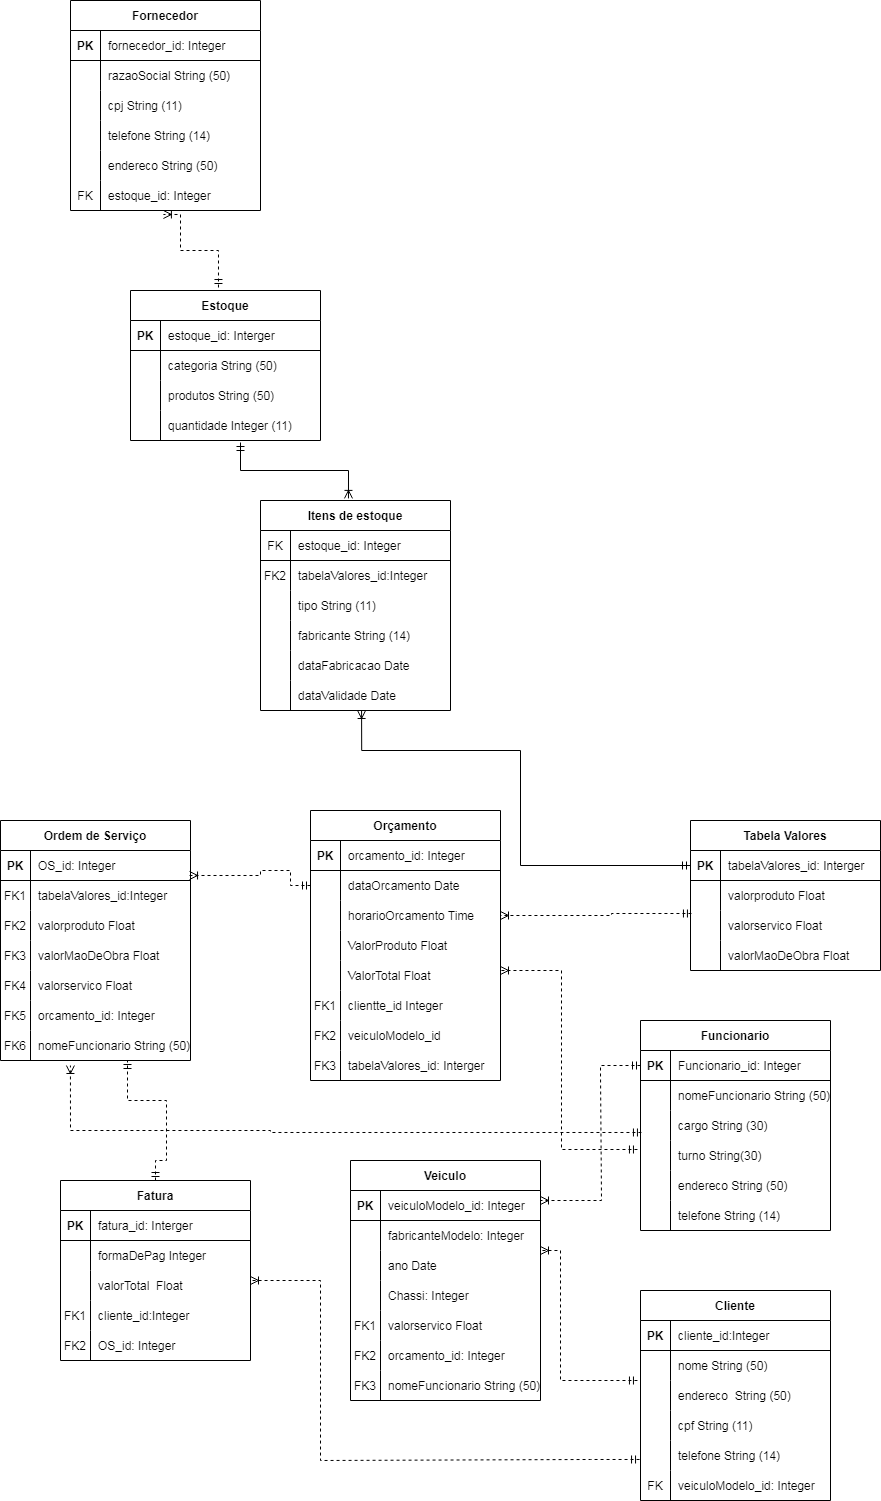 Fornecedor
PK fornecedor_id: Integer
razaoSocial String (50)
cpj String (11)
telefone String (14)
endereco String (50)
FK estoque_id: Integer
Estoque
PK estoque_id: Interger
categoria String (50)
produtos String (50)
quantidade Integer (11)
Itens de estoque
FK estoque_id: Integer
FK2 tabelaValores_id:Integer
tipo String (11)
fabricante String (14)
dataFabricacao Date
dataValidade Date
Ordem de Serviço
PK OS_id: Integer
FK1 tabelaValores_id:Integer
FK2 valorproduto Float
FK3 valorMaoDeObra Float
FK4 valorservico Float
FK5 orcamento_id: Integer
FK6 nomeFuncionario String (50)
Orçamento
PK orcamento_id: Integer
dataOrcamento Date
horarioOrcamento Time
ValorProduto Float
ValorTotal Float
FK1 clientte_id Integer
FK2 veiculoModelo_id
FK3 tabelaValores_id: Interger
Tabela Valores
PK tabelaValores_id: Interger
valorproduto Float
valorservico Float
valorMaoDeObra Float
Funcionario
PK Funcionario_id: Integer
nomeFuncionario String (50)
cargo String (30)
turno String(30)
endereco String (50)
telefone String (14)
Fatura
PK fatura_id: Interger
formaDePag Integer
valorTotal  Float
FK1 cliente_id:Integer
FK2 OS_id: Integer
Veiculo
PK veiculoModelo_id: Integer
fabricanteModelo: Integer
ano Date
Chassi: Integer
FK1 valorservico Float
FK2 orcamento_id: Integer
FK3 nomeFuncionario String (50)
Cliente
PK cliente_id:Integer
nome String (50)
endereco  String (50)
cpf String (11)
telefone String (14)
FK veiculoModelo_id: Integer